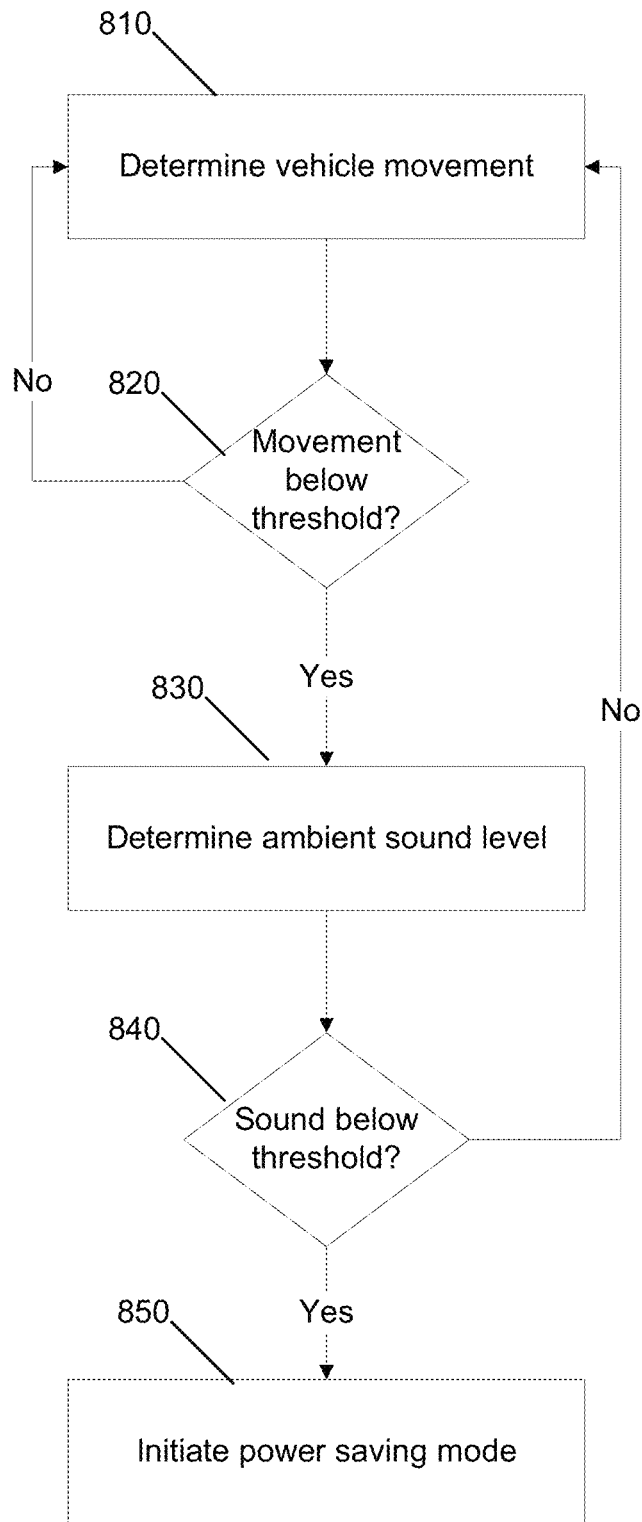 810
Determine vehicle movement
No
820
Movement
below
threshold?
Yes
830
No
Determine ambient sound level
840
Sound below
threshold?
Yes
850
Initiate power saving mode